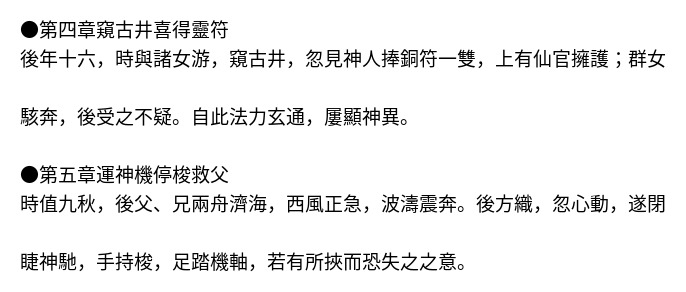 ●第四章窺古井喜得靈符
後年十六，時與諸女游，窺古井，忽見神人捧銅符一雙，上有仙官擁護；群女
駭奔，後受之不疑。自此法力玄通，屢顯神異。
●第五章運神機停梭救父
時值九秋，後父、兄兩舟濟海，西風正急，波濤震奔。後方織，忽心動，遂閉
睫神馳，手持梭，足踏機軸，若有所挾而恐失之之意。